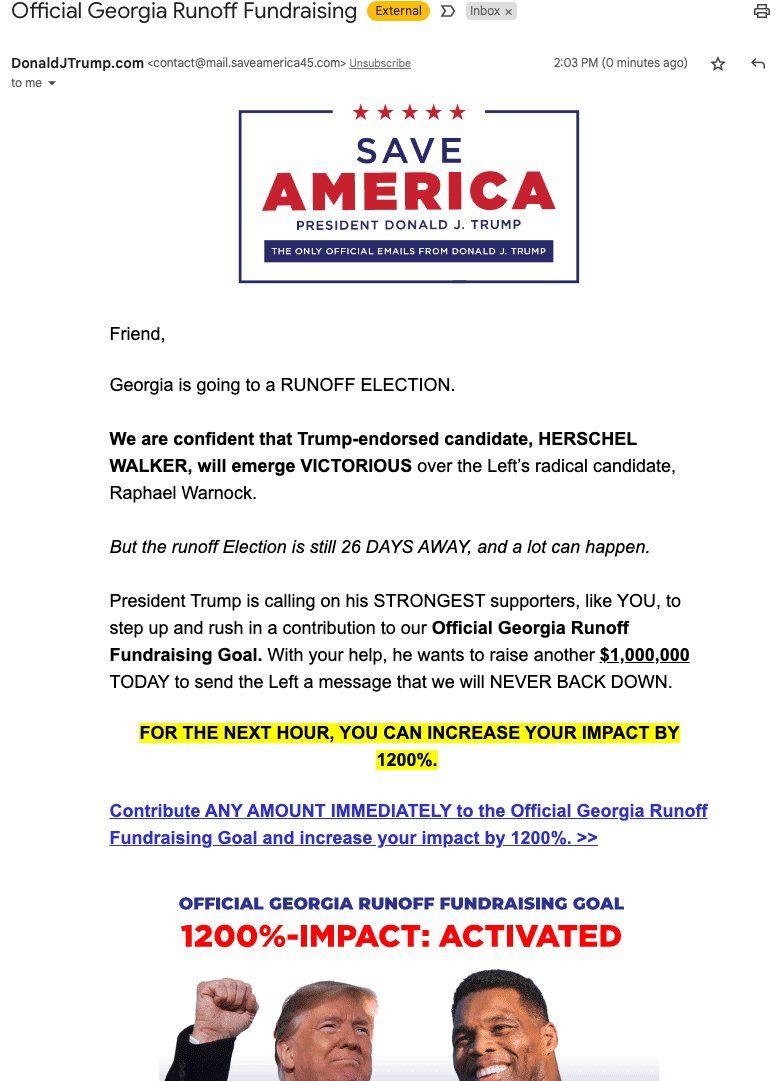 Official Georgia Runoff Fundraising External Inbox x
DonaldJTrump.com <contact@mail.saveamerica45.com> Unsubscribe 2:03 PM (0 minutes ago)
to me
SAVE
AMERICA
PRESIDENT DONALD J. TRUMP
THE ONLY OFFICIAL EMAILS FROM DONALD J. TRUMP
Friend,
Georgia is going to a RUNOFF ELECTION.
We are confident that Trump-endorsed candidate, HERSCHEL
WALKER, will emerge VICTORIOUS over the Left's radical candidate,
Raphael Warnock.
But the runoff Election is still 26 DAYS AWAY, and a lot can happen.
President Trump is calling on his STRONGEST supporters, like YOU, to
step up and rush in a contribution to our Official Georgia Runoff
Fundraising Goal. With your help, he wants to raise another $1,000,000
TODAY to send the Left a message that we will NEVER BACK DOWN.
FOR THE NEXT HOUR, YOU CAN INCREASE YOUR IMPACT BY
1200%.
Contribute ANY AMOUNT IMMEDIATELY to the Official Georgia Runoff
Fundraising Goal and increase your impact by 1200%. >>
OFFICIAL GEORGIA RUNOFF FUNDRAISING GOAL
1200%-IMPACT: ACTIVATED